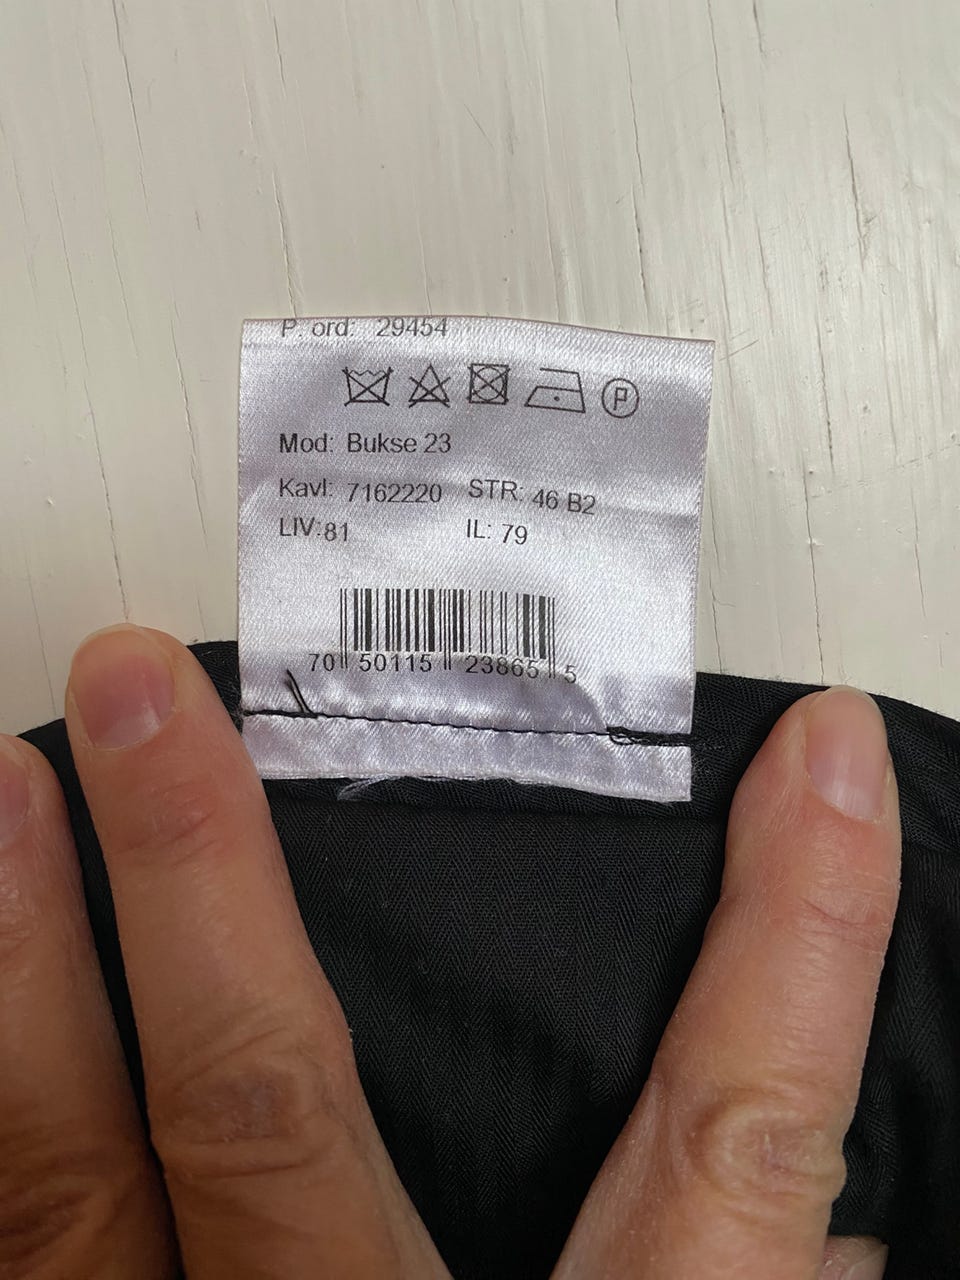 P. ord: 29454
P
Mod: Bukse 23
Kavl: 7162220 STR: 46 B2
LIV:81 IL: 79
70 50115 23865 5